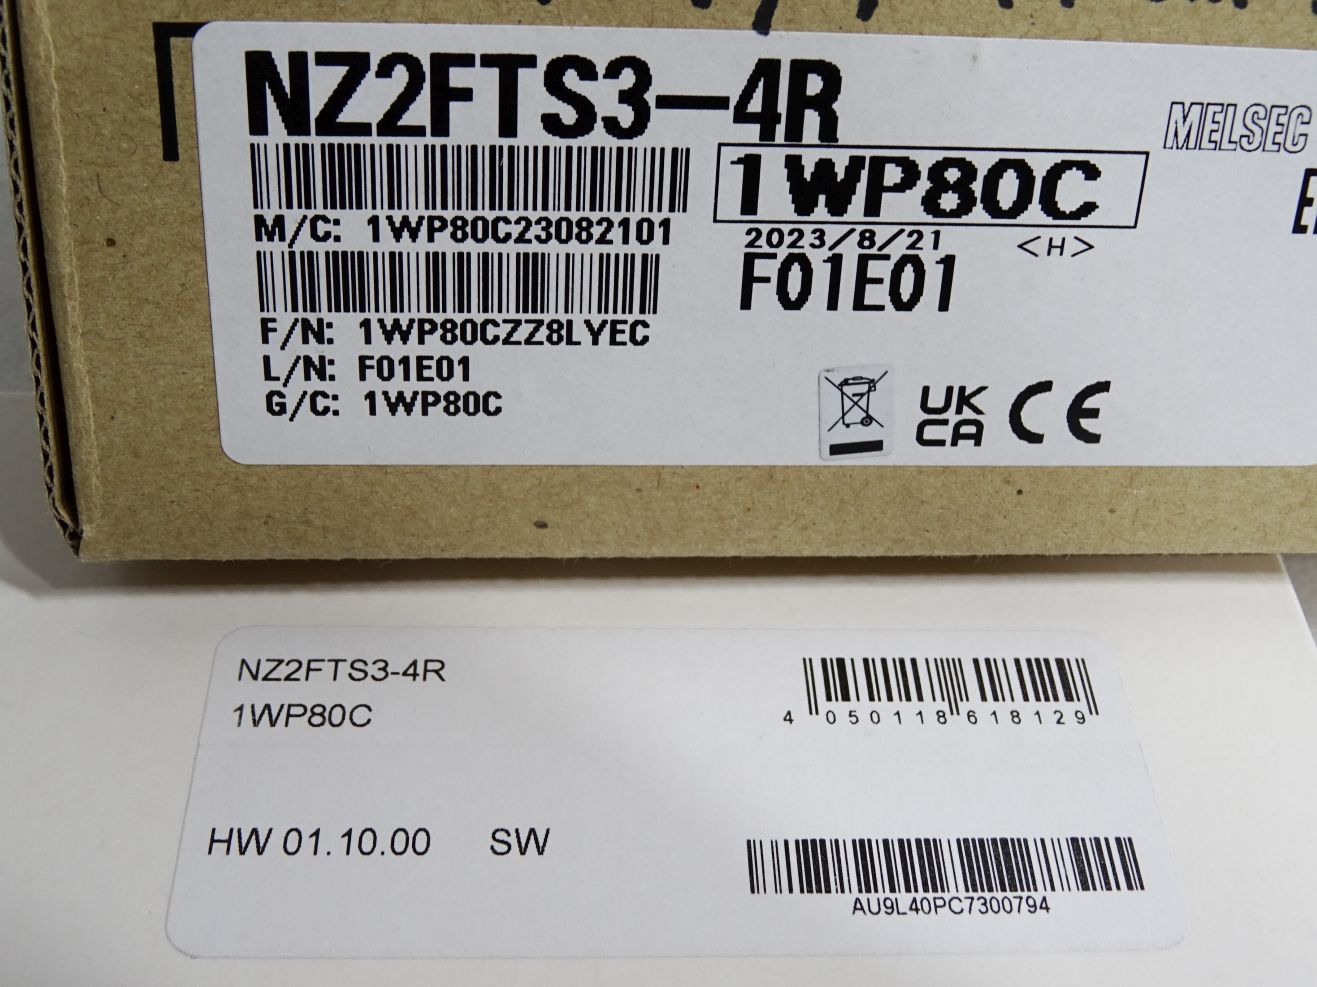 NZ2FTS3-4R
MELSEC
1WP80C
M/C: 1WP80C23082101
2023/8/21 <H>
F01E01
F/N: 1WP80CZZ8LYEC
L/N: F01E01
G/C: 1WP80C
UK
CA
CE
NZ2FTS3-4R
1WP80C
4 050118 618129
HW 01.10.00 SW
AU9L40PC7300794